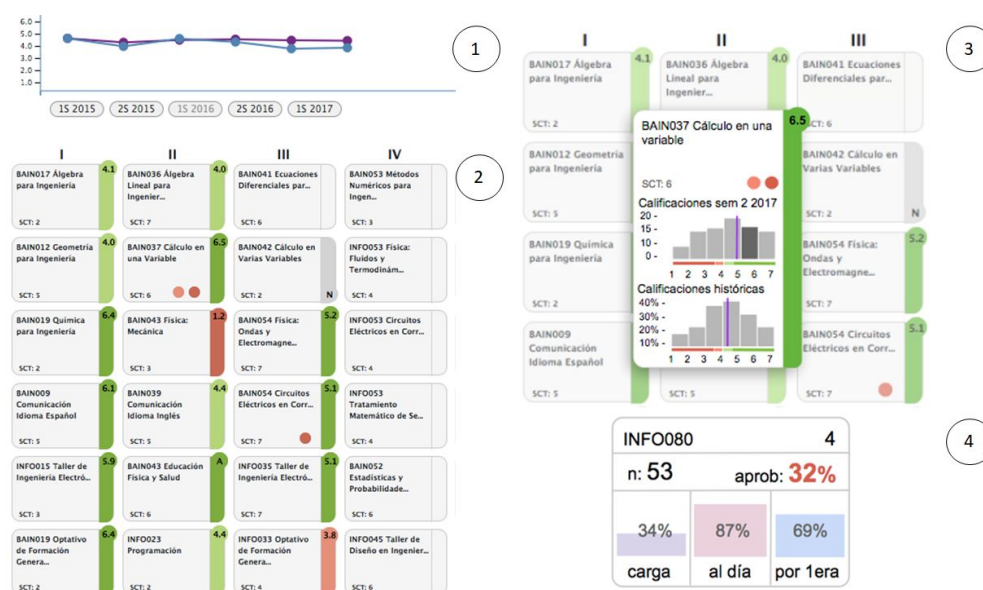 6.0 -
5.0 -
4.0 -
3.0 -
2.0 -
1.0 -
1S 2015 2S 2015 1S 2016 2S 2016 1S 2017
1
2
I II III IV
BAIN017 Álgebra para Ingeniería
SCT: 2
4.1
BAIN036 Álgebra Lineal para Ingenier...
SCT: 7
4.0
BAIN041 Ecuaciones Diferenciales par...
SCT: 6
BAIN053 Métodos Numéricos para Ingen...
SCT: 3
BAIN012 Geometría para Ingeniería
SCT: 5
4.0
BAIN037 Cálculo en una Variable
SCT: 6
6.5
BAIN042 Cálculo en Varias Variables
SCT: 2
N
INFO053 Física: Fluidos y Termodinám...
SCT: 4
BAIN019 Química para Ingeniería
SCT: 2
6.4
BAIN043 Física: Mecánica
SCT: 3
1.2
BAIN054 Física: Ondas y Electromagne...
SCT: 7
5.2
INFO053 Circuitos Eléctricos en Corr...
SCT: 4
BAIN009 Comunicación Idioma Español
SCT: 5
6.1
BAIN039 Comunicación Idioma Inglés
SCT: 5
4.4
BAIN054 Circuitos Eléctricos en Corr...
SCT: 7
5.1
INFO053 Tratamiento Matemático de Se...
SCT: 4
INFO015 Taller de Ingeniería Electró...
SCT: 3
5.9
BAIN043 Educación Física y Salud
SCT: 6
A
INFO035 Taller de Ingeniería Electró...
SCT: 7
5.1
BAIN052 Estadísticas y Probabilidade...
SCT: 6
BAIN019 Optativo de Formación Genera...
SCT: 2
6.4
INFO023 Programación
SCT: 2
4.4
INFO033 Optativo de Formación Genera...
SCT: 4
3.8
INFO045 Taller de Diseño en Ingenier...
SCT: 6
3
I II III
BAIN017 Álgebra para Ingeniería
SCT: 2
4.1
BAIN036 Álgebra Lineal para Ingenier...
4.0
BAIN041 Ecuaciones Diferenciales par...
SCT: 6
BAIN012 Geometría para Ingeniería
SCT: 5
BAIN042 Cálculo en Varias Variables
SCT: 2
N
BAIN019 Química para Ingeniería
SCT: 2
BAIN054 Física: Ondas y Electromagne...
SCT: 7
5.2
BAIN009 Comunicación Idioma Español
SCT: 5
SCT: 5
BAIN054 Circuitos Eléctricos en Corr...
SCT: 7
5.1
BAIN037 Cálculo en una
variable
6.5
SCT: 6
Calificaciones sem 2 2017
20 -
15 -
10 -
0 -
1 2 3 4 5 6 7
Calificaciones históricas
40% -
30% -
20% -
10% -
1 2 3 4 5 6 7
4
INFO080 4
n: 53 aprob: 32%
34% 87% 69%
carga al día por 1era